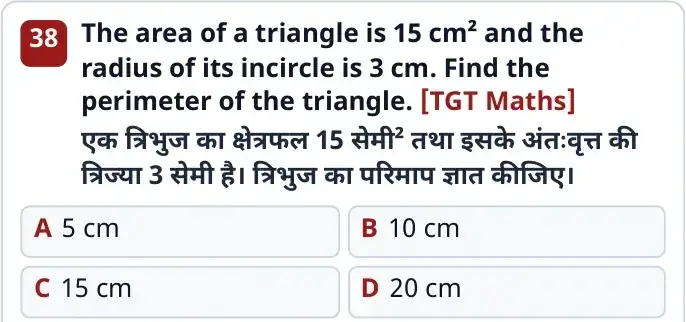 38 The area of a triangle is 15 cm² and the
radius of its incircle is 3 cm. Find the
perimeter of the triangle. [TGT Maths]
एक त्रिभुज का क्षेत्रफल 15 सेमी² तथा इसके अंतःवृत्त की
त्रिज्या 3 सेमी है। त्रिभुज का परिमाप ज्ञात कीजिए।
A 5 cm B 10 cm
C 15 cm D 20 cm